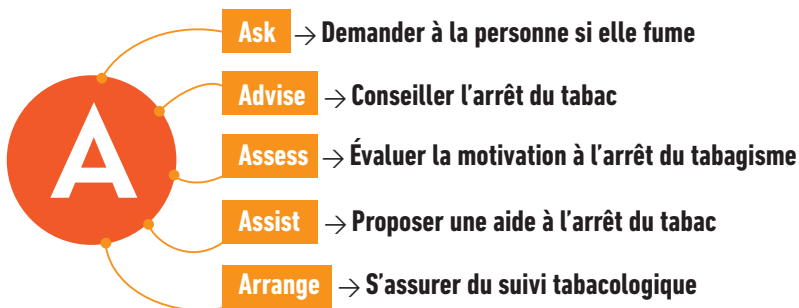 Ask → Demander à la personne si elle fume
Advise → Conseiller l'arrêt du tabac
A
Assess → Évaluer la motivation à l'arrêt du tabagisme
Assist → Proposer une aide à l'arrêt du tabac
Arrange → S'assurer du suivi tabacologique